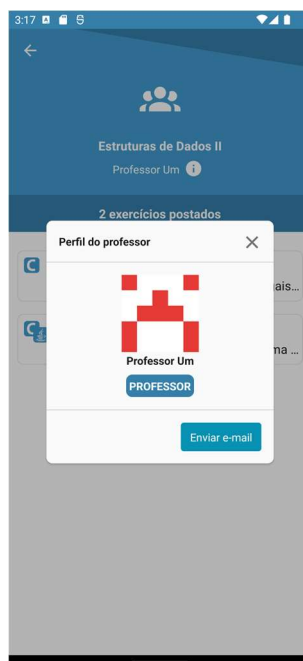 3:17
Estruturas de Dados II
Professor Um
2 exercícios postados
Perfil do professor
C
ais...
C
ma ...
Professor Um
PROFESSOR
Enviar e-mail